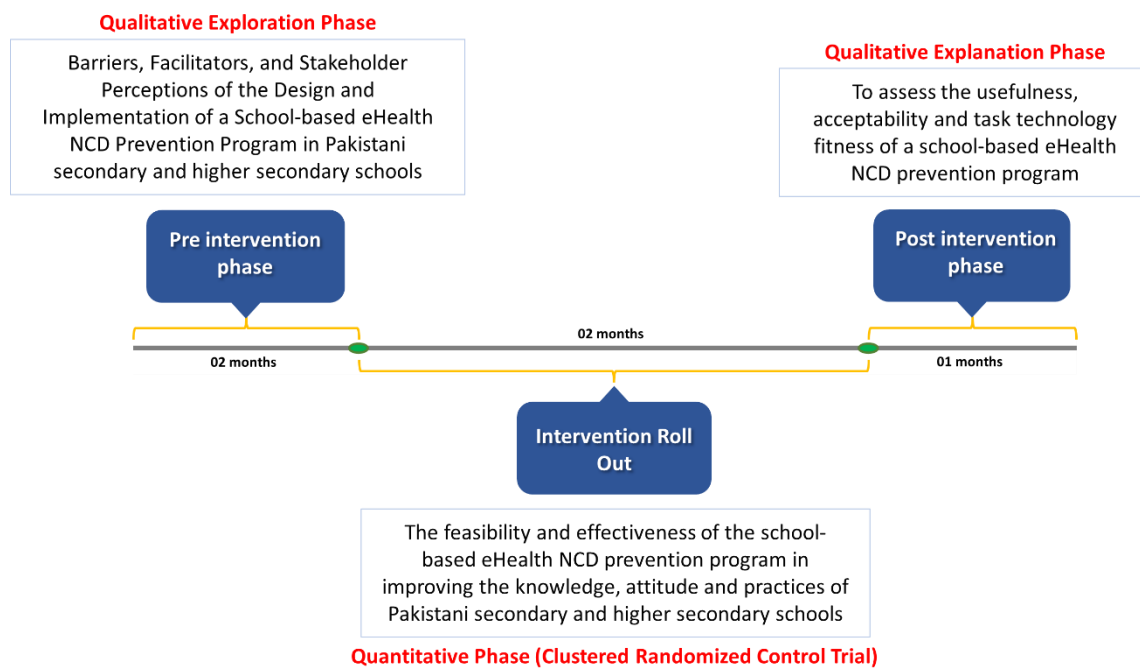 Qualitative Exploration Phase
Barriers, Facilitators, and Stakeholder
Perceptions of the Design and
Implementation of a School-based eHealth
NCD Prevention Program in Pakistani
secondary and higher secondary schools
Qualitative Explanation Phase
To assess the usefulness,
acceptability and task technology
fitness of a school-based eHealth
NCD prevention program
Pre intervention
phase
Post intervention
phase
02 months
02 months
01 months
Intervention Roll
Out
The feasibility and effectiveness of the school-
based eHealth NCD prevention program in
improving the knowledge, attitude and practices of
Pakistani secondary and higher secondary schools
Quantitative Phase (Clustered Randomized Control Trial)